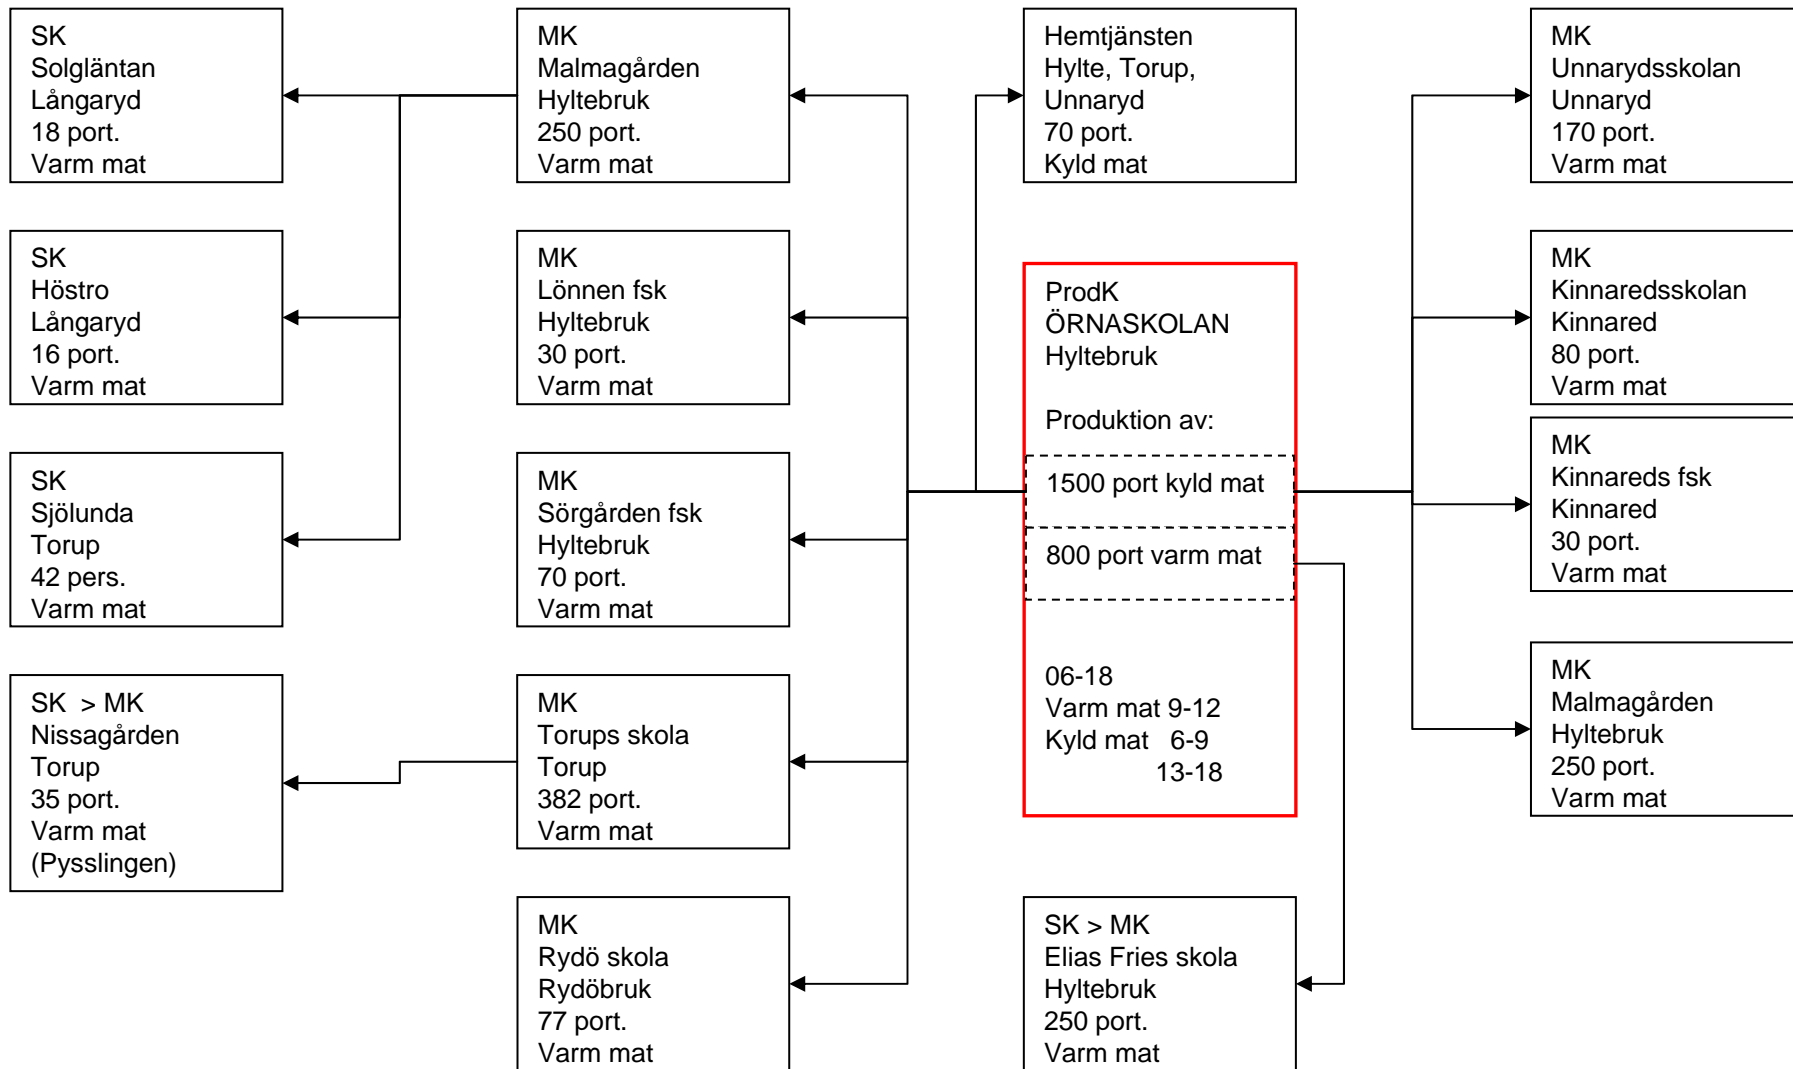 SK
Solgläntan
Långaryd
18 port.
Varm mat
MK
Malmagården
Hyltebruk
250 port.
Varm mat
Hemtjänsten
Hylte, Torup,
Unnaryd
70 port.
Kyld mat
MK
Unnarydsskolan
Unnaryd
170 port.
Varm mat
SK
Höstro
Långaryd
16 port.
Varm mat
MK
Lönnen fsk
Hyltebruk
30 port.
Varm mat
ProdK
ÖRNASKOLAN
Hyltebruk
Produktion av:
1500 port kyld mat
800 port varm mat
06-18
Varm mat 9-12
Kyld mat 6-9
13-18
MK
Kinnaredsskolan
Kinnared
80 port.
Varm mat
MK
Kinnareds fsk
Kinnared
30 port.
Varm mat
SK
Sjölunda
Torup
42 pers.
Varm mat
MK
Sörgården fsk
Hyltebruk
70 port.
Varm mat
MK
Malmagården
Hyltebruk
250 port.
Varm mat
SK > MK
Nissagården
Torup
35 port.
Varm mat
(Pysslingen)
MK
Torups skola
Torup
382 port.
Varm mat
MK
Rydö skola
Rydöbruk
77 port.
Varm mat
SK > MK
Elias Fries skola
Hyltebruk
250 port.
Varm mat